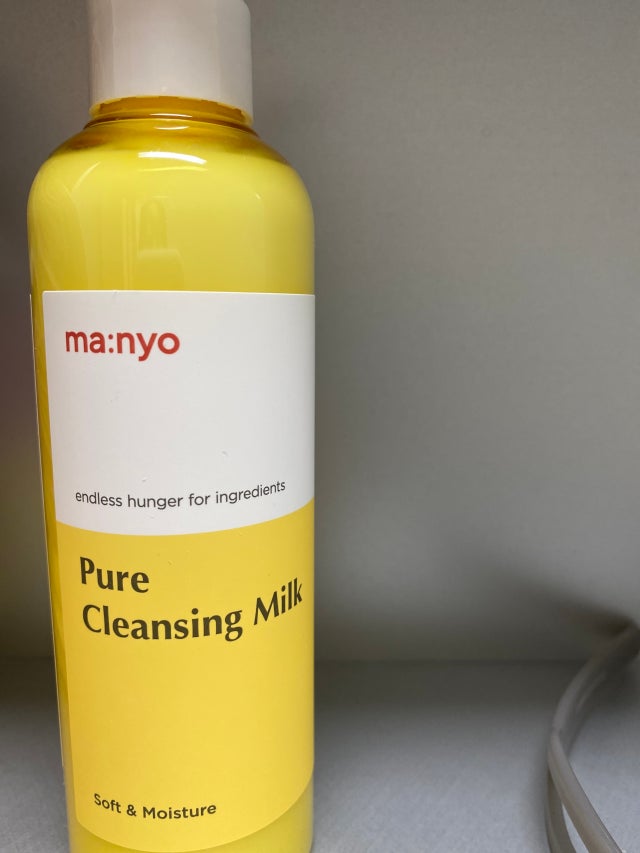 ma:nyo
endless hunger for ingredients
Pure
Cleansing Milk
Soft & Moisture